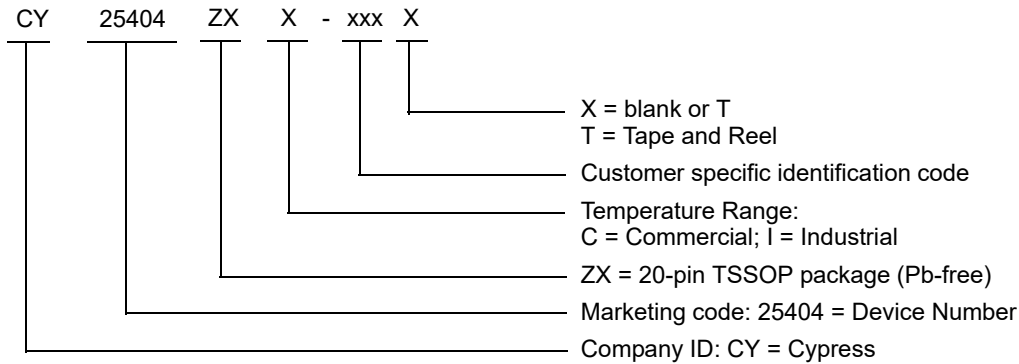 CY 25404 ZX X - xxx X
X = blank or T
T = Tape and Reel
Customer specific identification code
Temperature Range:
C = Commercial; I = Industrial
ZX = 20-pin TSSOP package (Pb-free)
Marketing code: 25404 = Device Number
Company ID: CY = Cypress